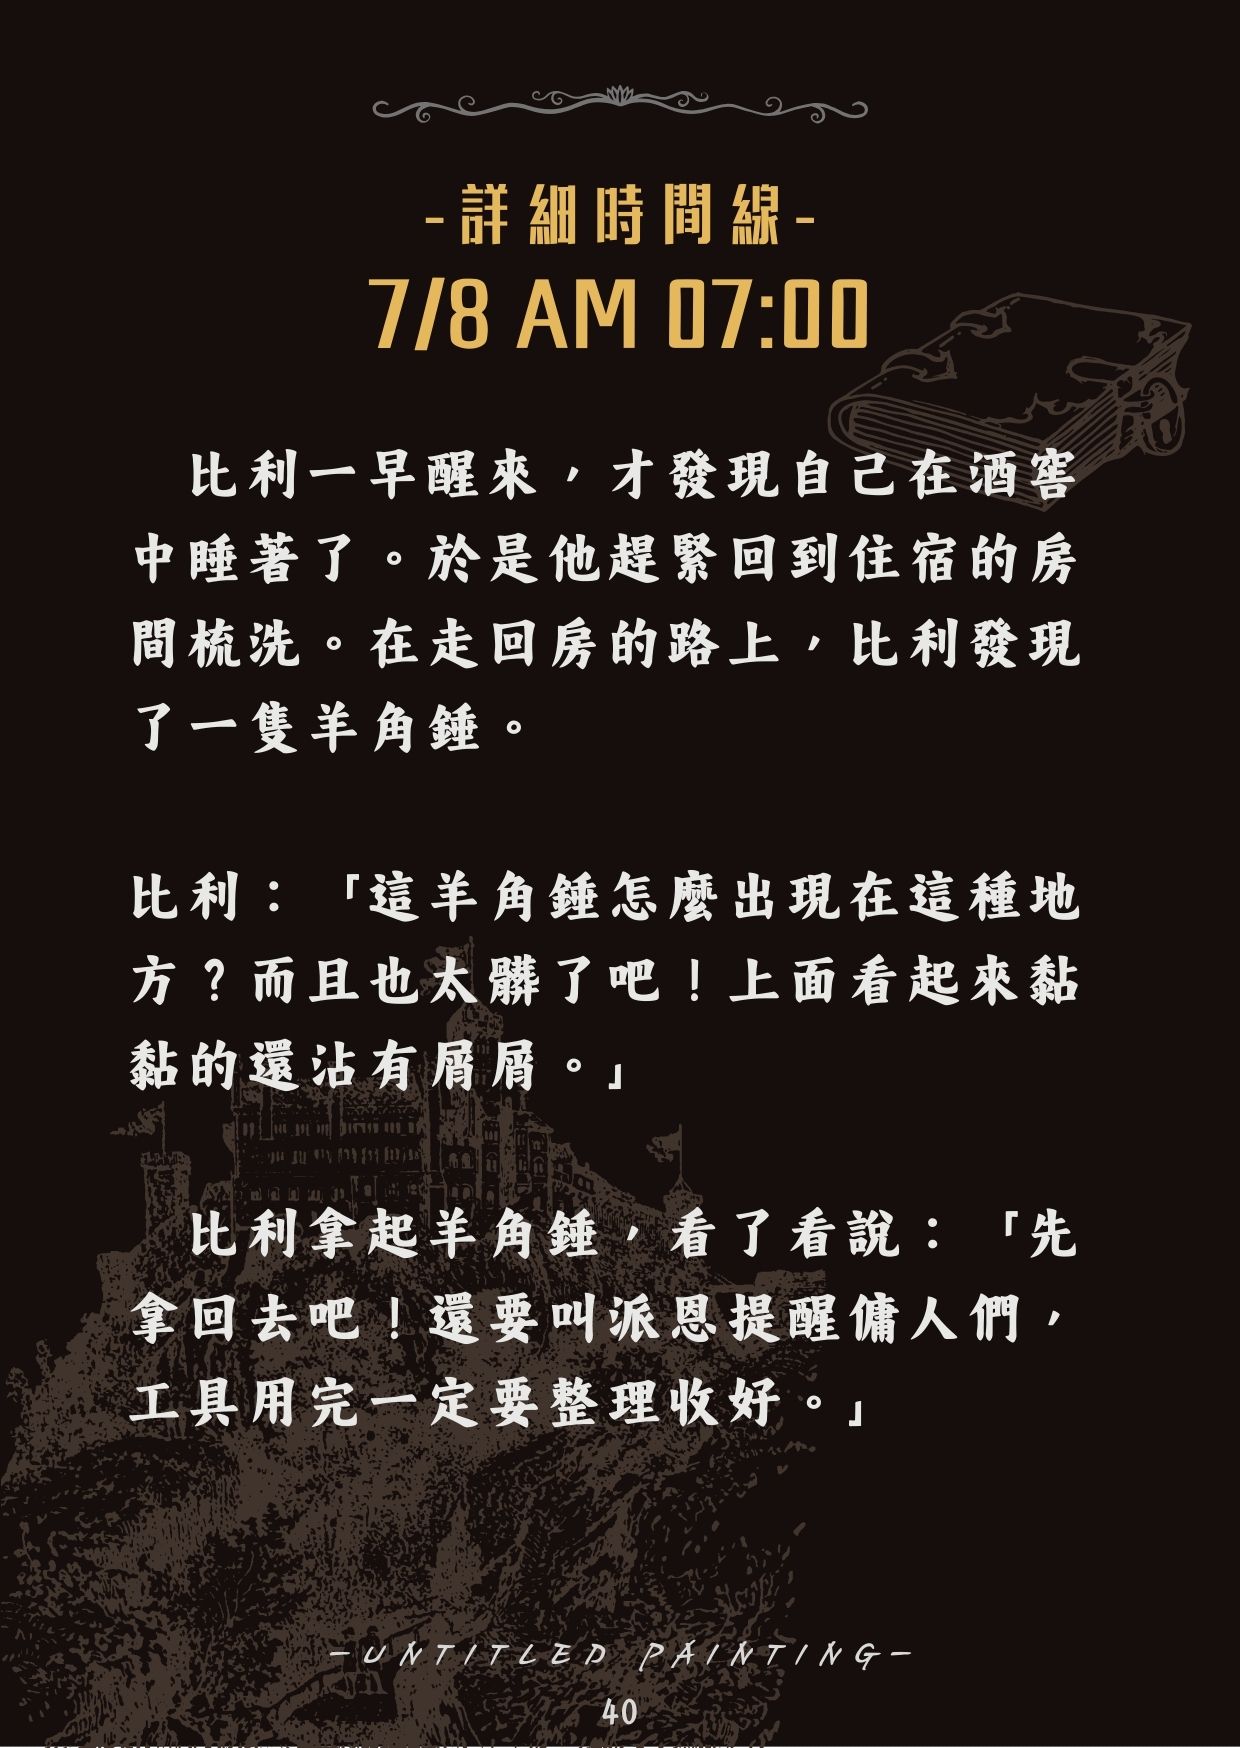 -詳細時間線-
7/8 AM 07:00
比利一早醒來，才發現自己在酒窖
中睡著了。於是他趕緊回到住宿的房
間梳洗。在走回房的路上，比利發現
了一隻羊角錘。
比利：「這羊角錘怎麼出現在這種地
方？而且也太髒了吧！上面看起來黏
黏的還沾有屑屑。」
比利拿起羊角錘，看了看說：「先
拿回去吧！還要叫派恩提醒傭人們，
工具用完一定要整理收好。」
-UNTITLED PAINTING-
40